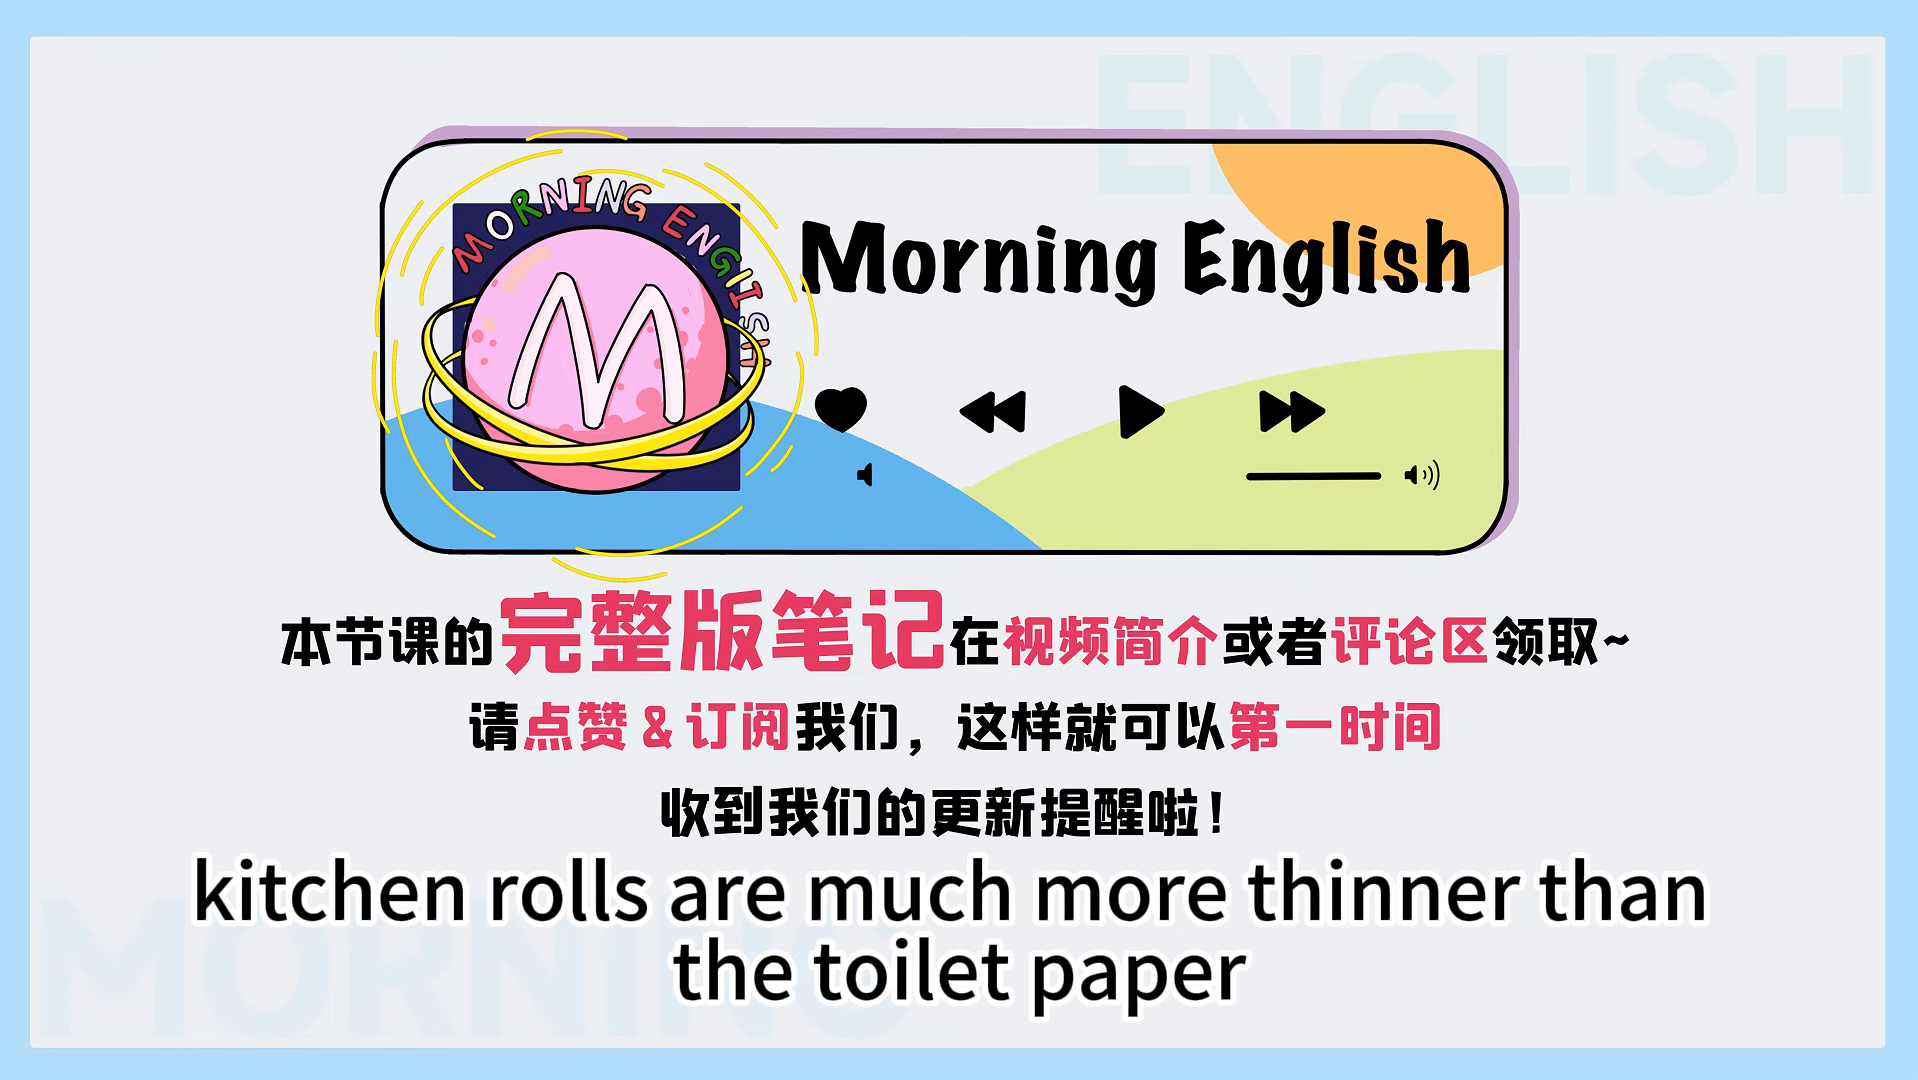 ENGLISH
MORNING ENGLISH
M
Morning English
本节课的完整版笔记在视频简介或者评论区领取~
请点赞&订阅我们，这样就可以第一时间
收到我们的更新提醒啦！
kitchen rolls are much more thinner than
the toilet paper
MORNING